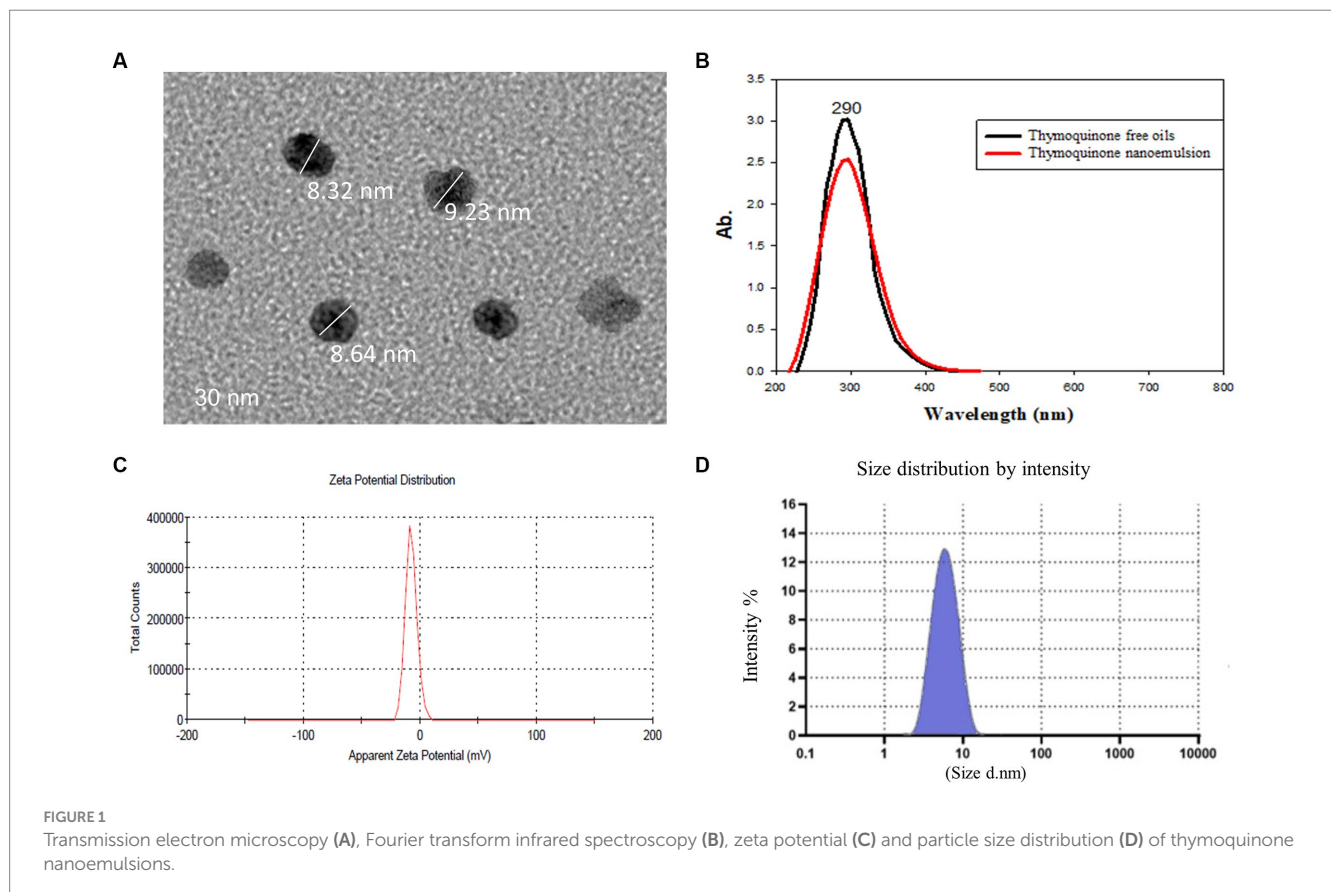 A
8.32 nm
9.23 nm
8.64 nm
30 nm
B
3.5
3.0
2.5
2.0
1.5
1.0
0.5
0.0
Ab.
290
Thymoquinone free oils
Thymoquinone nanoemulsion
200 300 400 500 600 700 800
Wavelength (nm)
C
Zeta Potential Distribution
400000
300000
200000
100000
0
Total Counts
-200 -100 0 100 200
Apparent Zeta Potential (mV)
D
Size distribution by intensity
16
14
12
10
8
6
4
2
0
Intensity %
0.1 1 10 100 1000 10000
(Size d.nm)
FIGURE 1
Transmission electron microscopy (A), Fourier transform infrared spectroscopy (B), zeta potential (C) and particle size distribution (D) of thymoquinone
nanoemulsions.